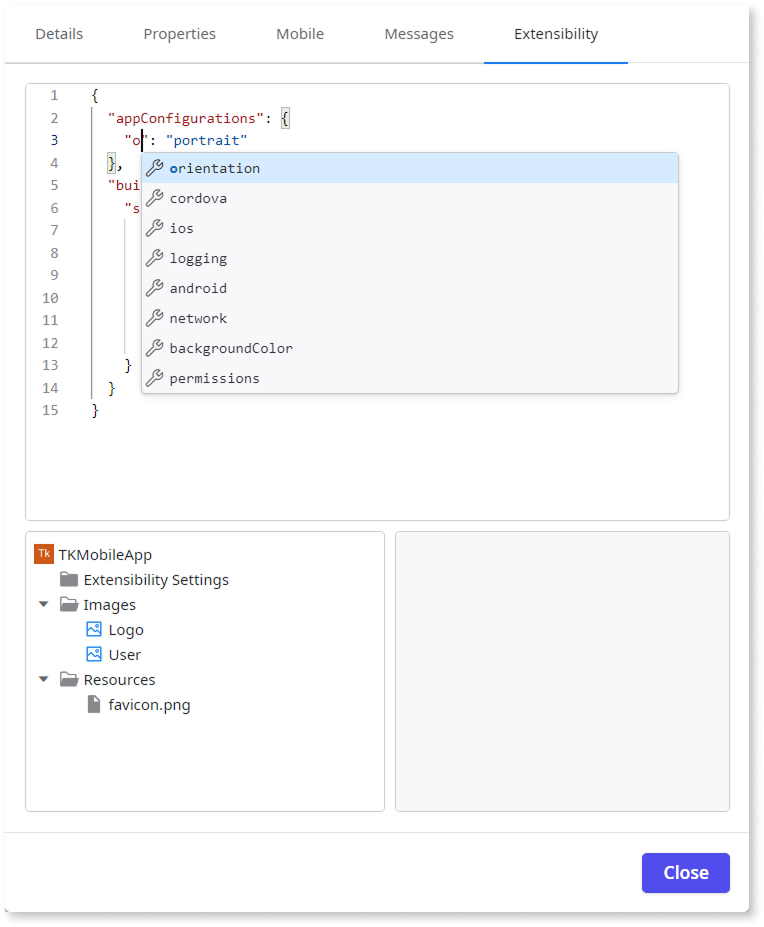 Details Properties Mobile Messages Extensibility
1 {
2 "appConfigurations": {
3 "o": "portrait"
4 },
orientation
5 "bui
cordova
6 "s
7
ios
8
logging
9
android
10
11
network
12
backgroundColor
13 }
permissions
14 }
15 }
Tk TKMobileApp
Extensibility Settings
Images
Logo
User
Resources
favicon.png
Close